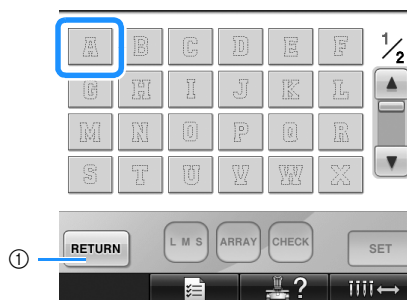 A B C D E F 1/2
G H I J K L
M N O P Q R
S T U V W X
① RETURN L M S ARRAY CHECK SET
?